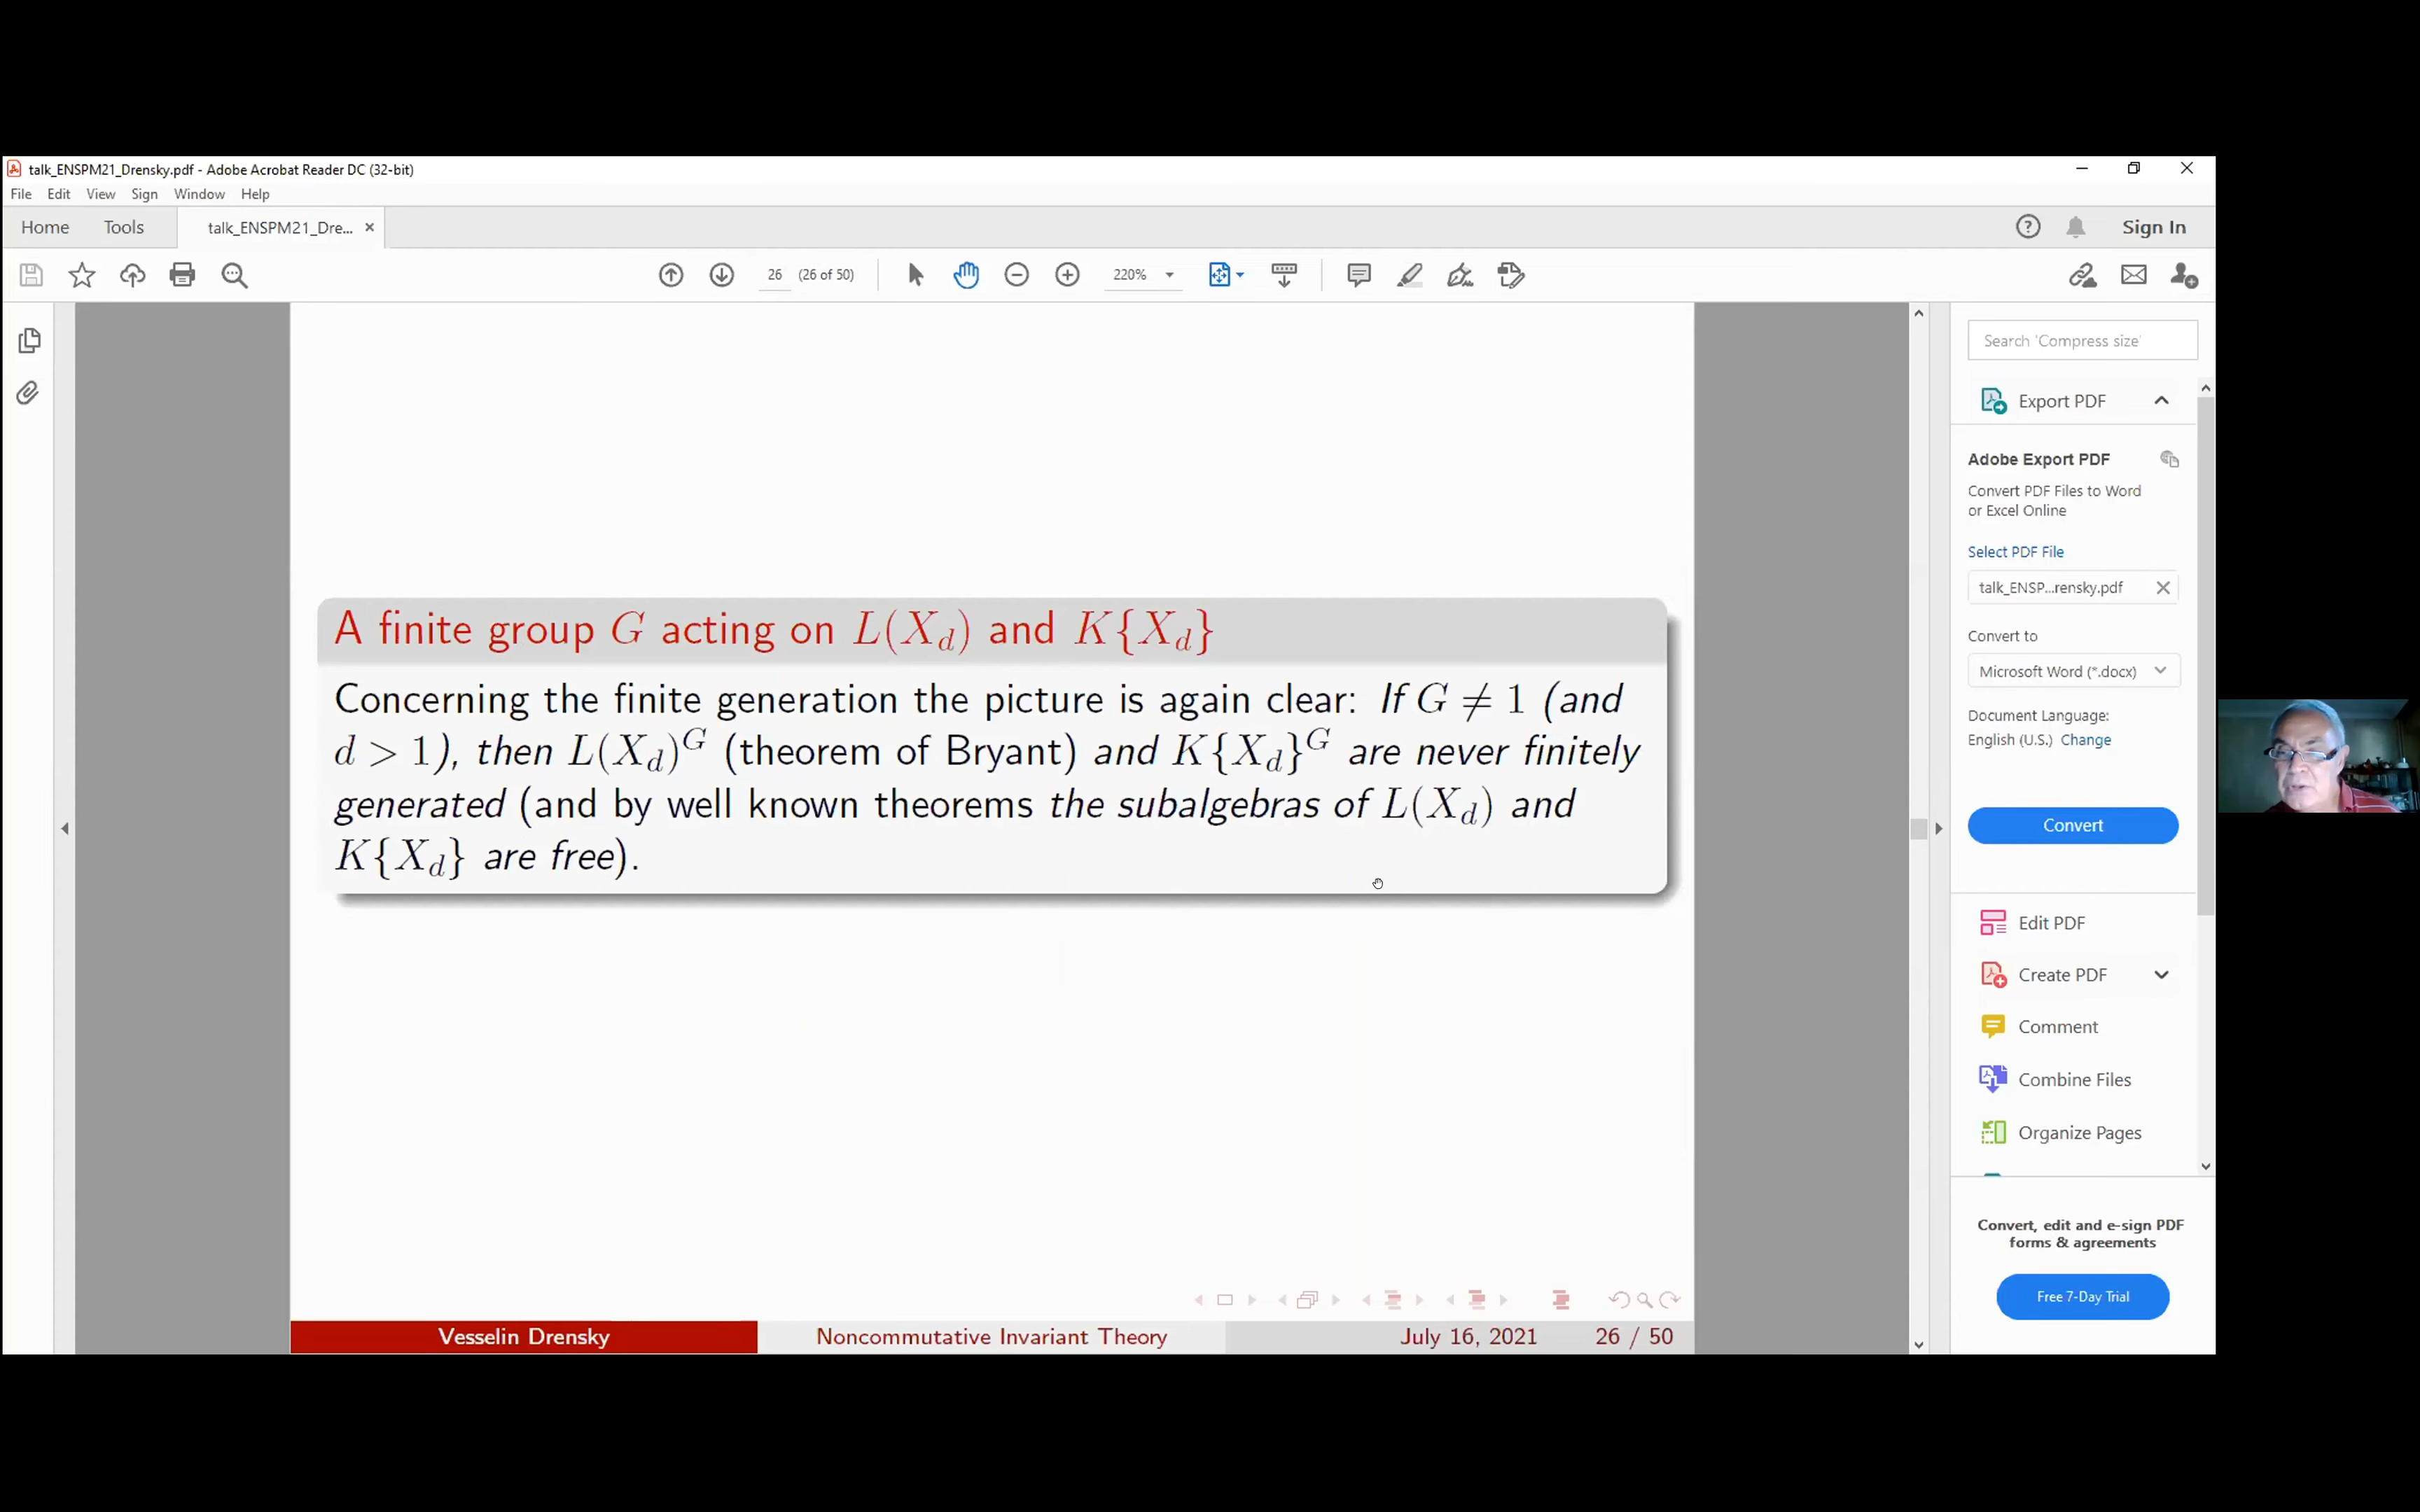 talk_ENSPM21_Drensky.pdf - Adobe Acrobat Reader DC (32-bit)
File Edit View Sign Window Help
Home Tools talk_ENSPM21_Dre... × Sign In
26 (26 of 50) 220%
Search 'Compress size'
Export PDF
Adobe Export PDF
Convert PDF Files to Word
or Excel Online
Select PDF File
talk_ENSP...rensky.pdf
Convert to
Microsoft Word (*.docx)
Document Language:
English (U.S.) Change
Convert
Edit PDF
Create PDF
Comment
Combine Files
Organize Pages
Convert, edit and e-sign PDF
forms & agreements
Free 7-Day Trial
A finite group G acting on L(X_d) and K{X_d}
Concerning the finite generation the picture is again clear: If G ≠ 1 (and
d > 1), then L(X_d)^G (theorem of Bryant) and K{X_d}^G are never finitely
generated (and by well known theorems the subalgebras of L(X_d) and
K{X_d} are free).
Vesselin Drensky Noncommutative Invariant Theory July 16, 2021 26 / 50